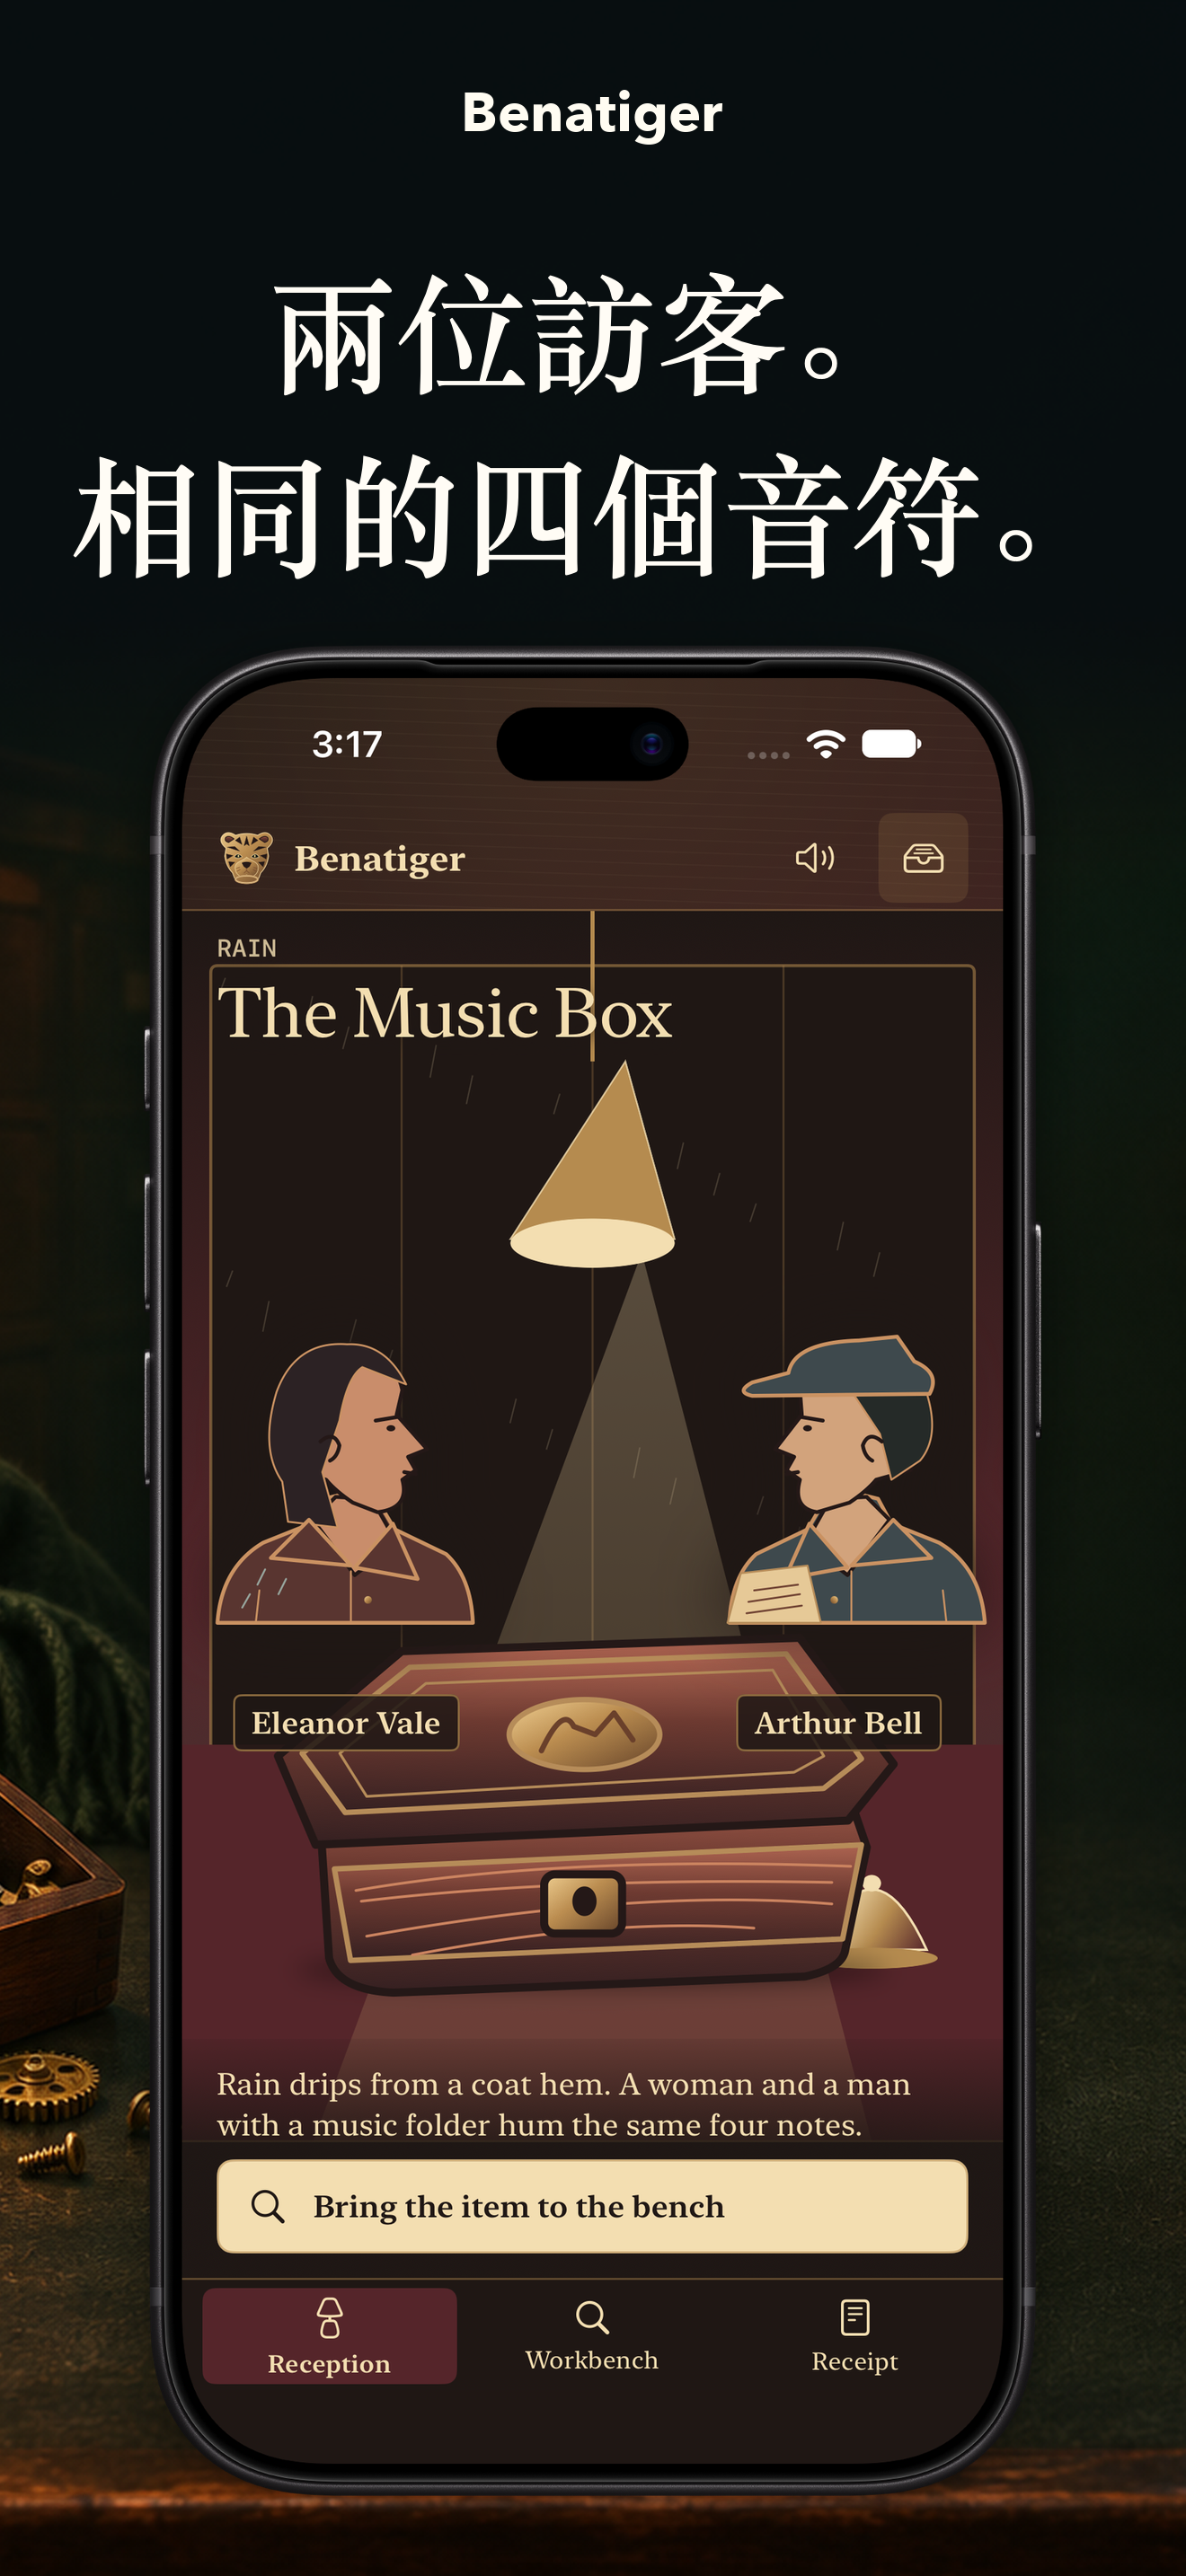 Benatiger
兩位訪客。
相同的四個音符。
3:17
Benatiger
RAIN
The Music Box
Eleanor Vale
Arthur Bell
Rain drips from a coat hem. A woman and a man
with a music folder hum the same four notes.
Bring the item to the bench
Reception
Workbench
Receipt